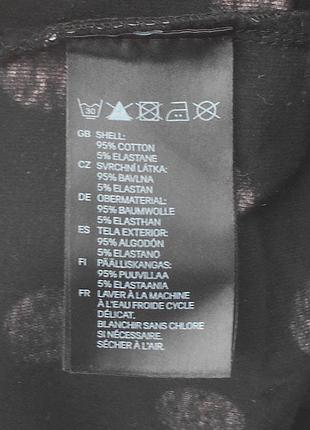 30
GB SHELL:
95% COTTON
5% ELASTANE
CZ SVRCHNÍ LÁTKA:
95% BAVLNA
5% ELASTAN
DE OBERMATERIAL:
95% BAUMWOLLE
5% ELASTHAN
ES TELA EXTERIOR:
95% ALGODÓN
5% ELASTANO
FI PÄÄLLISKANGAS:
95% PUUVILLAA
5% ELASTAANIA
FR LAVER À LA MACHINE
À L'EAU FROIDE CYCLE
DÉLICAT.
BLANCHIR SANS CHLORE
SI NÉCESSAIRE.
SÉCHER À L'AIR.